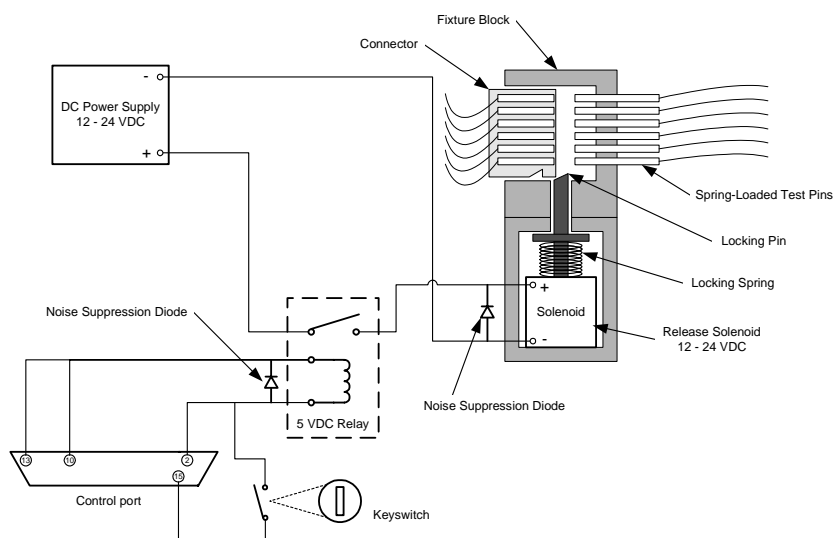 Fixture Block
Connector
-
DC Power Supply
12 - 24 VDC
+
Spring-Loaded Test Pins
Locking Pin
Locking Spring
+
Solenoid
-
Release Solenoid
12 - 24 VDC
Noise Suppression Diode
Noise Suppression Diode
5 VDC Relay
13
10
2
15
Control port
Keyswitch